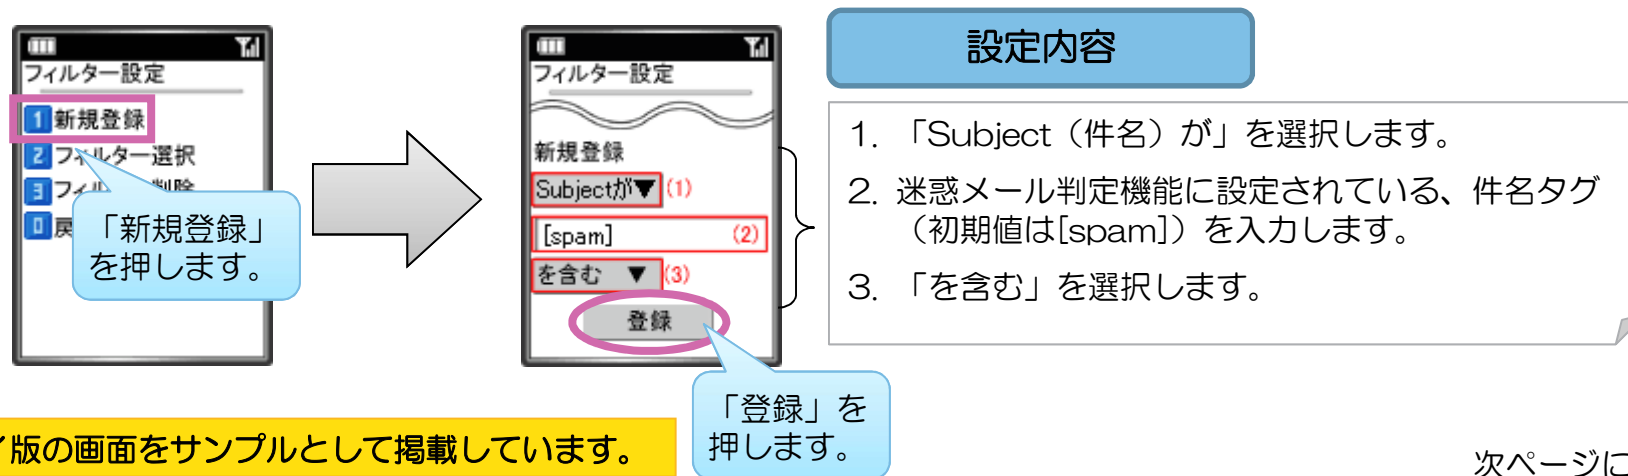 フィルター設定
1 新規登録
2 フィルター選択
3 フィル 削除
0 戻
「新規登録」
を押します。
フィルター設定
新規登録
Subjectが▼ (1)
[spam] (2)
を含む ▼ (3)
登録
「登録」を
押します。
設定内容
1. 「Subject（件名）が」を選択します。
2. 迷惑メール判定機能に設定されている、件名タグ
（初期値は[spam]）を入力します。
3. 「を含む」を選択します。
版の画面をサンプルとして掲載しています。
次ページに